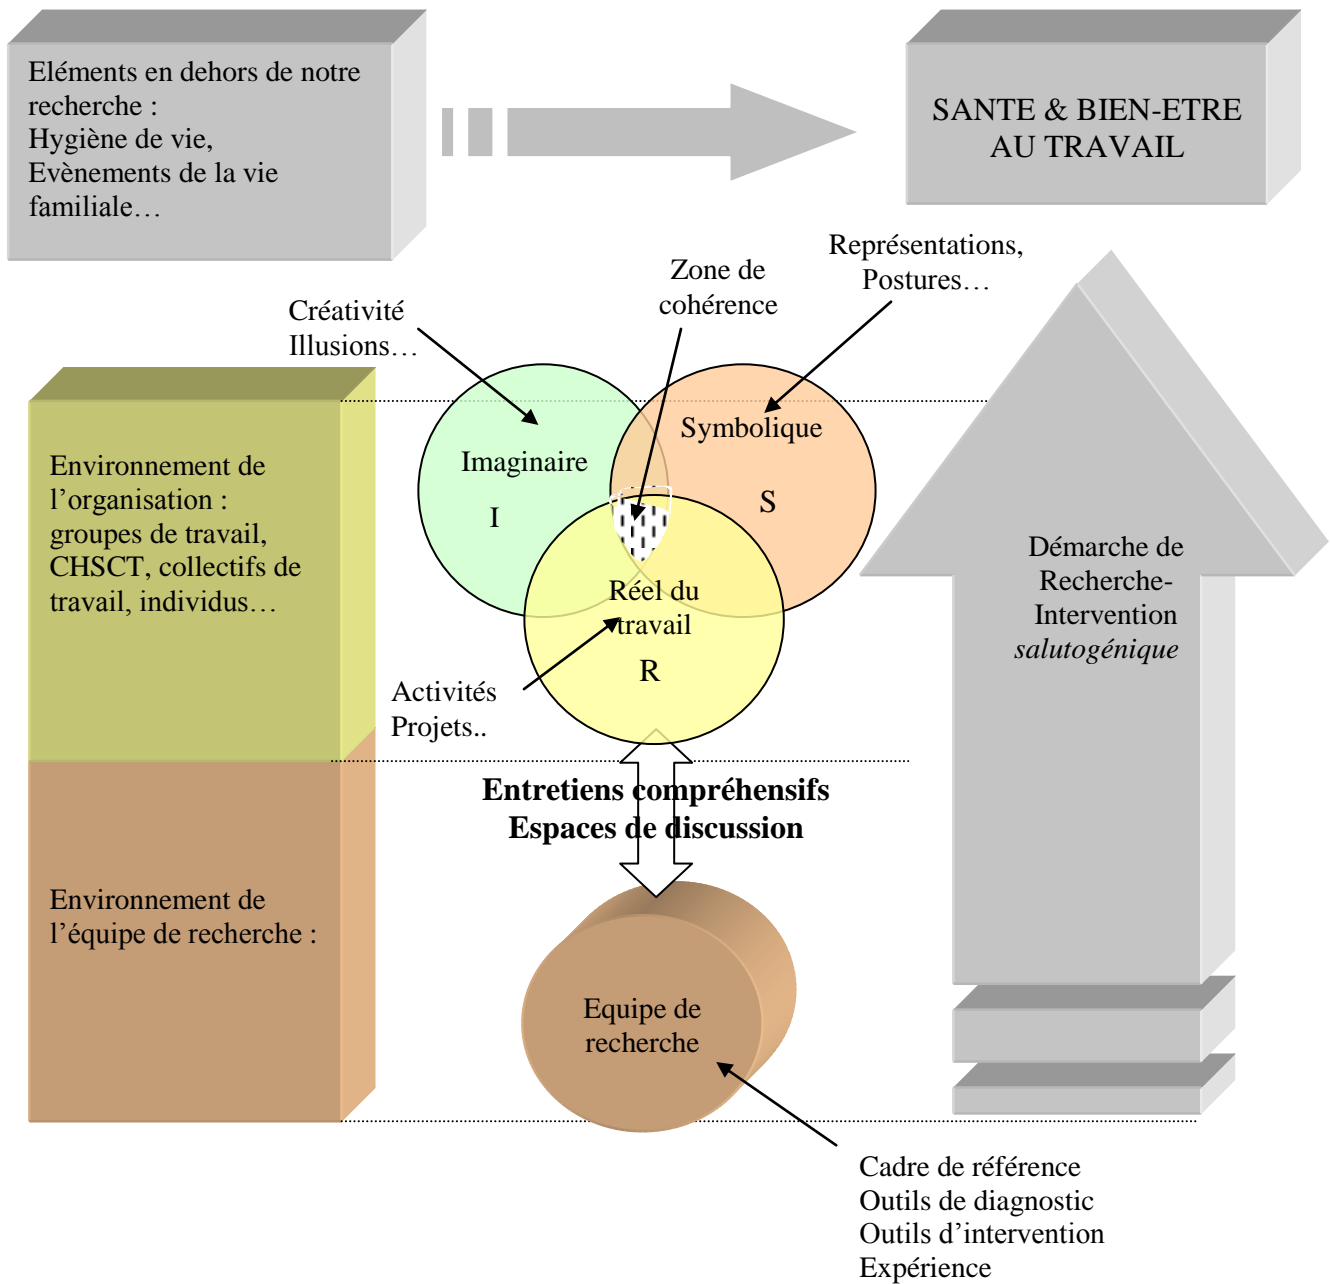 Eléments en dehors de notre
recherche :
Hygiène de vie,
Evènements de la vie
familiale…
SANTE & BIEN-ETRE
AU TRAVAIL
Représentations,
Postures…
Zone de
cohérence
Créativité
Illusions…
Symbolique
Imaginaire
S
I
Environnement de
l’organisation :
groupes de travail,
CHSCT, collectifs de
travail, individus…
Démarche de
Recherche-
Intervention
salutogénique
Réel du
travail
R
Activités
Projets..
Entretiens compréhensifs
Espaces de discussion
Environnement de
l’équipe de recherche :
Equipe de
recherche
Cadre de référence
Outils de diagnostic
Outils d’intervention
Expérience